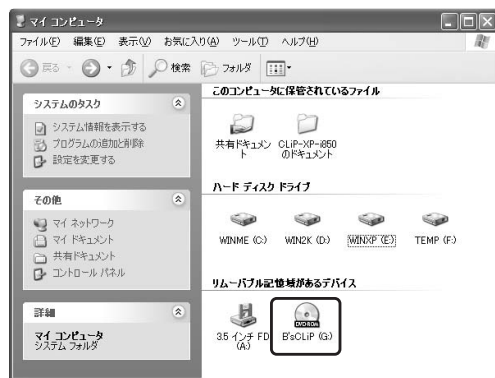 マイ コンピュータ
ファイル(F) 編集(E) 表示(V) お気に入り(A) ツール(T) ヘルプ(H)
戻る 検索 フォルダ
システムのタスク
システム情報を表示する
プログラムの追加と削除
設定を変更する
その他
マイ ネットワーク
マイ ドキュメント
共有ドキュメント
コントロール パネル
詳細
マイ コンピュータ
システム フォルダ
このコンピュータに保管されているファイル
共有ドキュメント
CLiP-XP-i850
のドキュメント
ハード ディスク ドライブ
WINME (C:) WIN2K (D:) WINXP (E:) TEMP (F:)
リムーバブル記憶域があるデバイス
3.5 インチ FD
(A:)
DVD-ROM
B'sCLiP (G:)